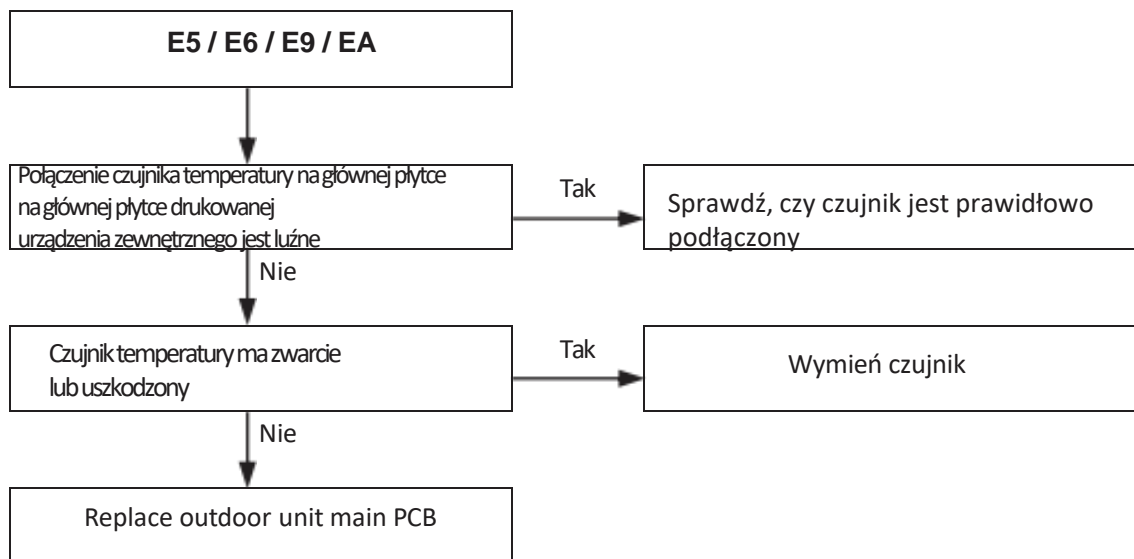 E5 / E6 / E9 / EA
Połączenie czujnika temperatury na głównej płytce
na głównej płytce drukowanej
urządzenia zewnętrznego jest luźne
Tak
Sprawdź, czy czujnik jest prawidłowo
podłączony
Nie
Czujnik temperatury ma zwarcie
lub uszkodzony
Tak
Wymień czujnik
Nie
Replace outdoor unit main PCB